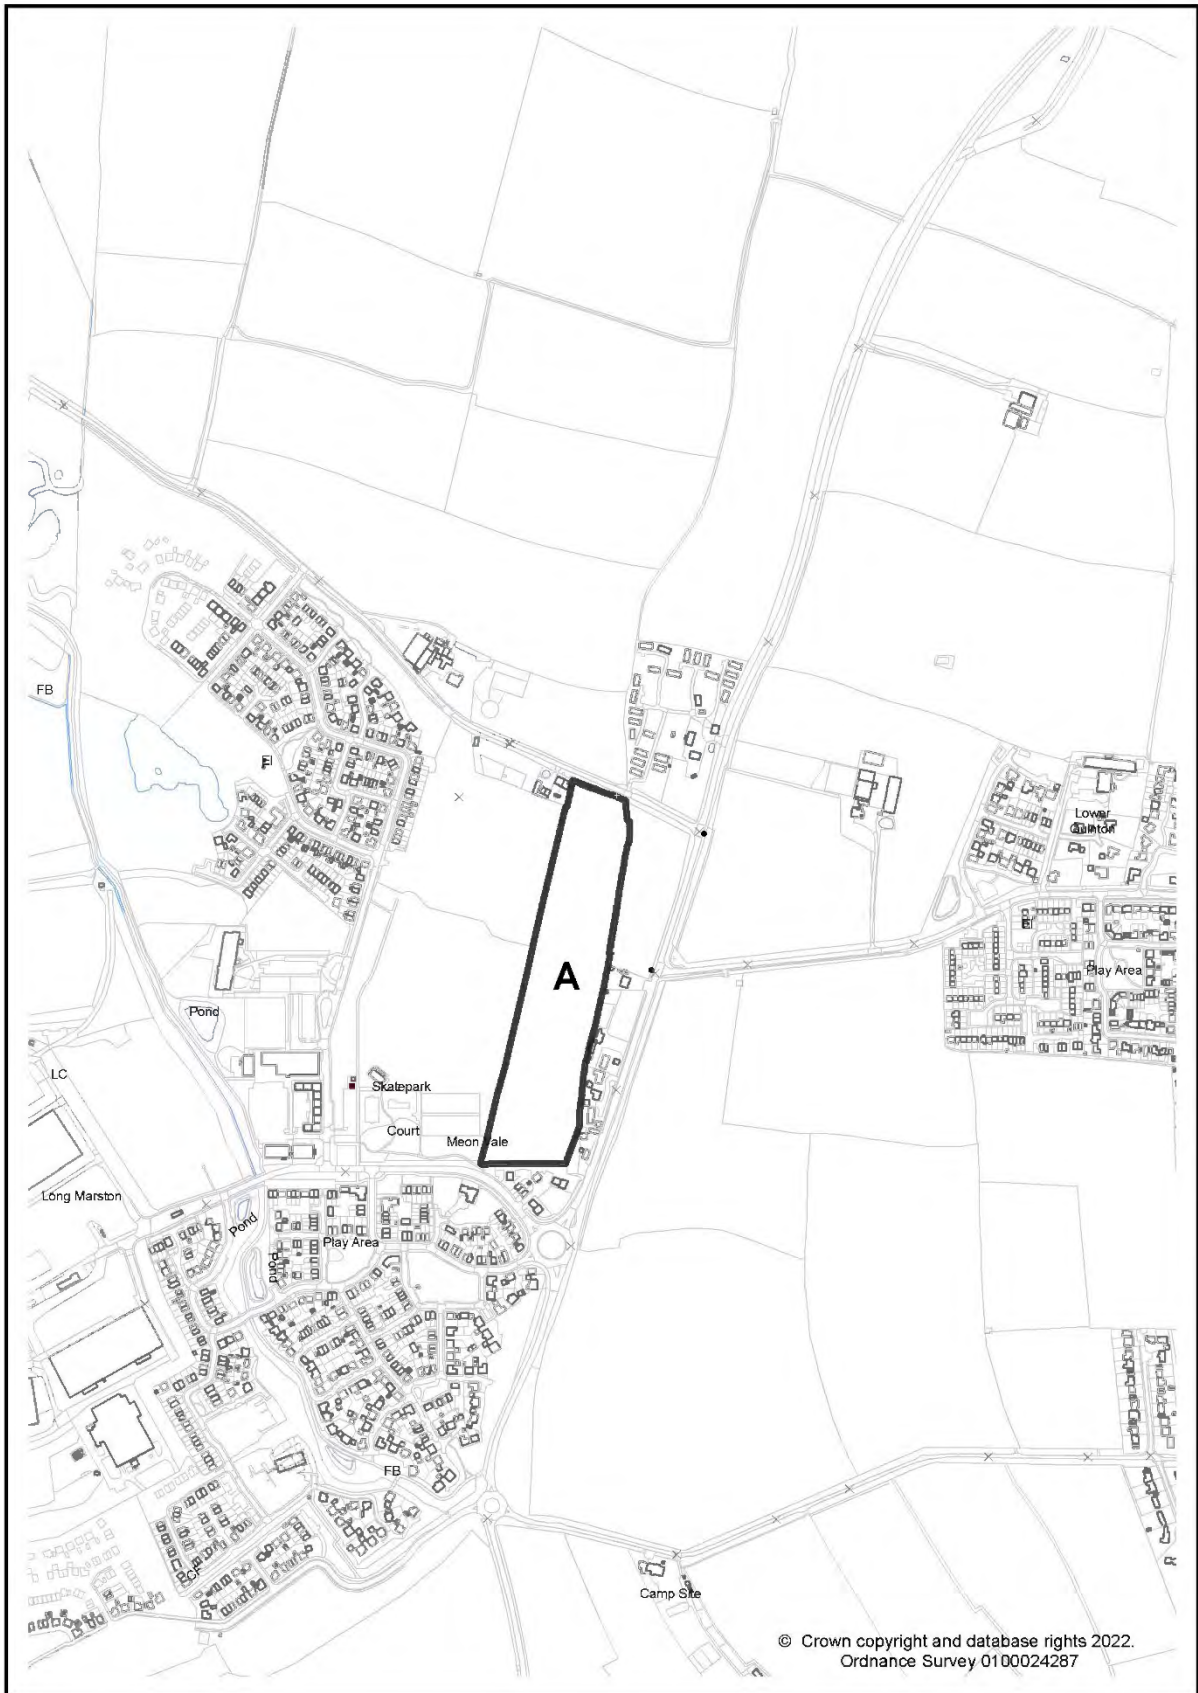 FB
El
Lower
Quinton
El
Play Area
A
Pond
LC
Skatepark
Court
Meon Vale
Long Marston
Pond
Play Area
Pond
FB
CF
Camp Site
© Crown copyright and database rights 2022.
Ordnance Survey 0100024287